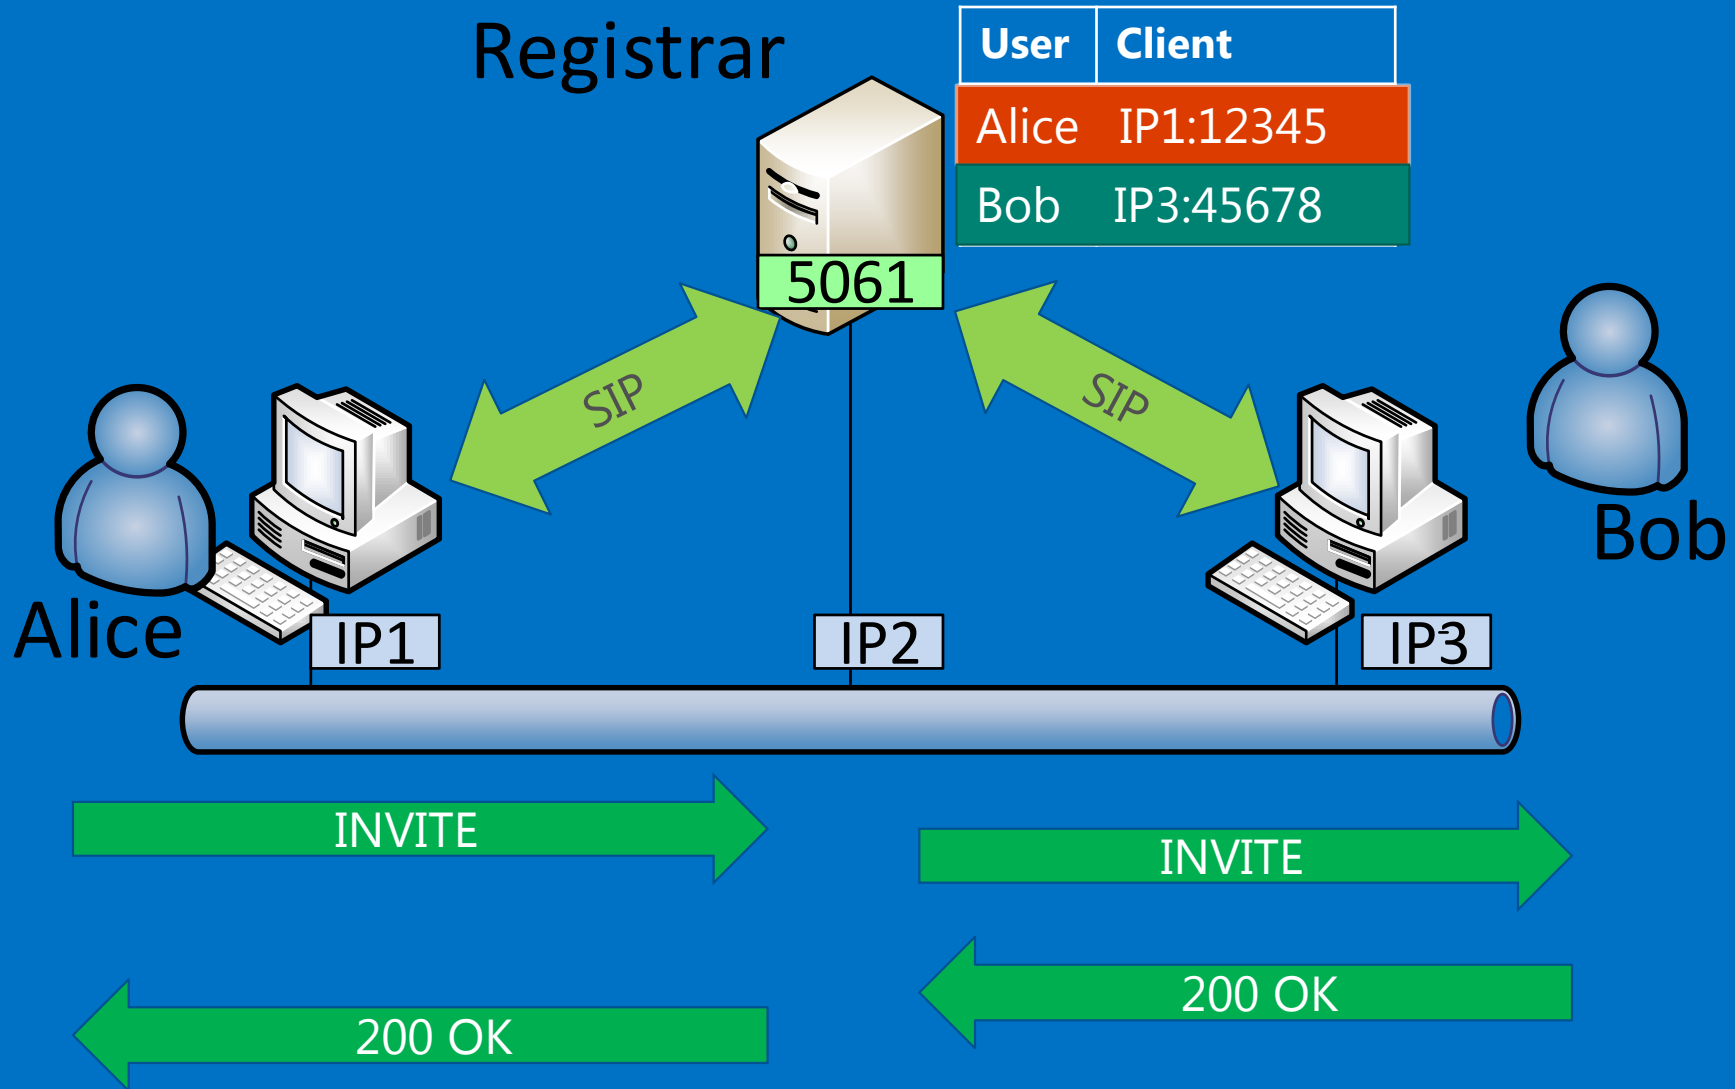 Registrar
User Client
Alice IP1:12345
Bob IP3:45678
5061
SIP
SIP
Alice
Bob
IP1
IP2
IP3
INVITE
INVITE
200 OK
200 OK